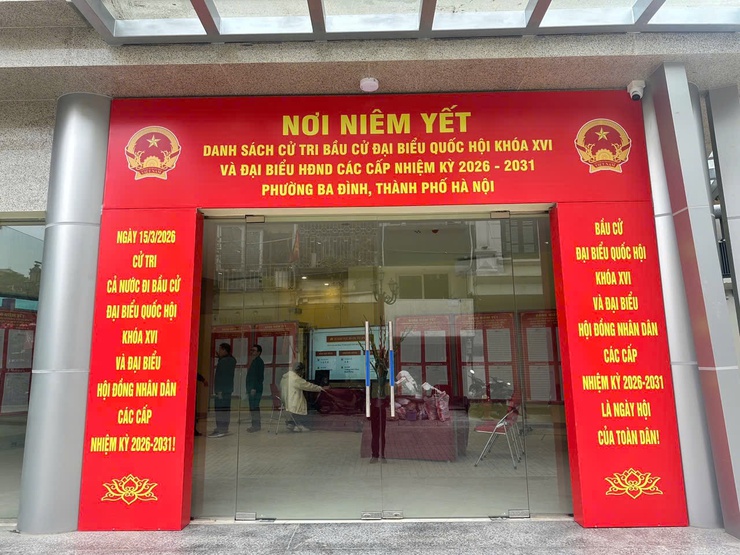 NƠI NIÊM YẾT
DANH SÁCH CỬ TRI BẦU CỬ ĐẠI BIỂU QUỐC HỘI KHÓA XVI
VÀ ĐẠI BIỂU HĐND CÁC CẤP NHIỆM KỲ 2026 - 2031
PHƯỜNG BA ĐÌNH, THÀNH PHỐ HÀ NỘI
NGÀY 15/3/2026
CỬ TRI
CẢ NƯỚC ĐI BẦU CỬ
ĐẠI BIỂU QUỐC HỘI
KHÓA XVI
VÀ ĐẠI BIỂU
HỘI ĐỒNG NHÂN DÂN
CÁC CẤP
NHIỆM KỲ 2026-2031!
BẦU CỬ
ĐẠI BIỂU QUỐC HỘI
KHÓA XVI
VÀ ĐẠI BIỂU
HỘI ĐỒNG NHÂN DÂN
CÁC CẤP
NHIỆM KỲ 2026-2031
LÀ NGÀY HỘI
CỦA TOÀN DÂN!